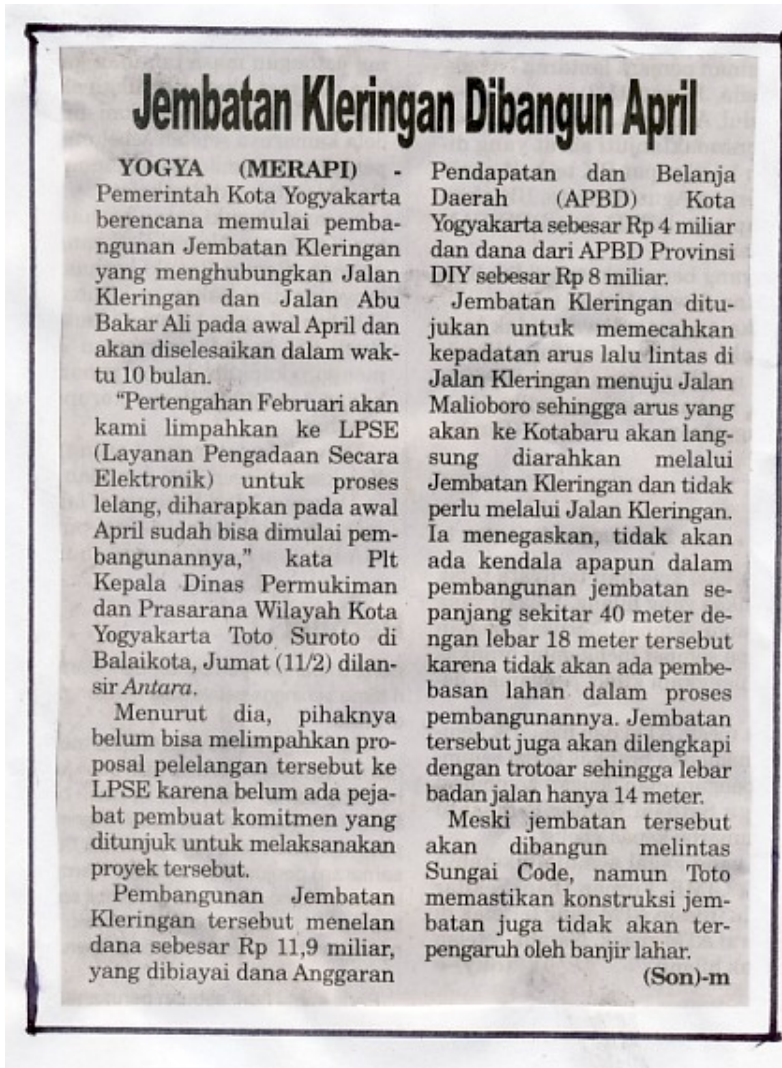 Jembatan Kleringan Dibangun April
YOGYA (MERAPI) -
Pemerintah Kota Yogyakarta
berencana memulai pemba-
ngunan Jembatan Kleringan
yang menghubungkan Jalan
Kleringan dan Jalan Abu
Bakar Ali pada awal April dan
akan diselesaikan dalam wak-
tu 10 bulan.
"Pertengahan Februari akan
kami limpahkan ke LPSE
(Layanan Pengadaan Secara
Elektronik) untuk proses
lelang, diharapkan pada awal
April sudah bisa dimulai pem-
bangunannya," kata Plt
Kepala Dinas Permukiman
dan Prasarana Wilayah Kota
Yogyakarta Toto Suroto di
Balaikota, Jumat (11/2) dilan-
sir Antara.
Menurut dia, pihaknya
belum bisa melimpahkan pro-
posal pelelangan tersebut ke
LPSE karena belum ada peja-
bat pembuat komitmen yang
ditunjuk untuk melaksanakan
proyek tersebut.
Pembangunan Jembatan
Kleringan tersebut menelan
dana sebesar Rp 11,9 miliar,
yang dibiayai dana Anggaran
Pendapatan dan Belanja
Daerah (APBD) Kota
Yogyakarta sebesar Rp 4 miliar
dan dana dari APBD Provinsi
DIY sebesar Rp 8 miliar.
Jembatan Kleringan ditu-
jukan untuk memecahkan
kepadatan arus lalu lintas di
Jalan Kleringan menuju Jalan
Malioboro sehingga arus yang
akan ke Kotabaru akan lang-
sung diarahkan melalui
Jembatan Kleringan dan tidak
perlu melalui Jalan Kleringan.
Ia menegaskan, tidak akan
ada kendala apapun dalam
pembangunan jembatan se-
panjang sekitar 40 meter de-
ngan lebar 18 meter tersebut
karena tidak akan ada pembe-
basan lahan dalam proses
pembangunannya. Jembatan
tersebut juga akan dilengkapi
dengan trotoar sehingga lebar
badan jalan hanya 14 meter.
Meski jembatan tersebut
akan dibangun melintas
Sungai Code, namun Toto
memastikan konstruksi jem-
batan juga tidak akan ter-
pengaruh oleh banjir lahar.
(Son)-m